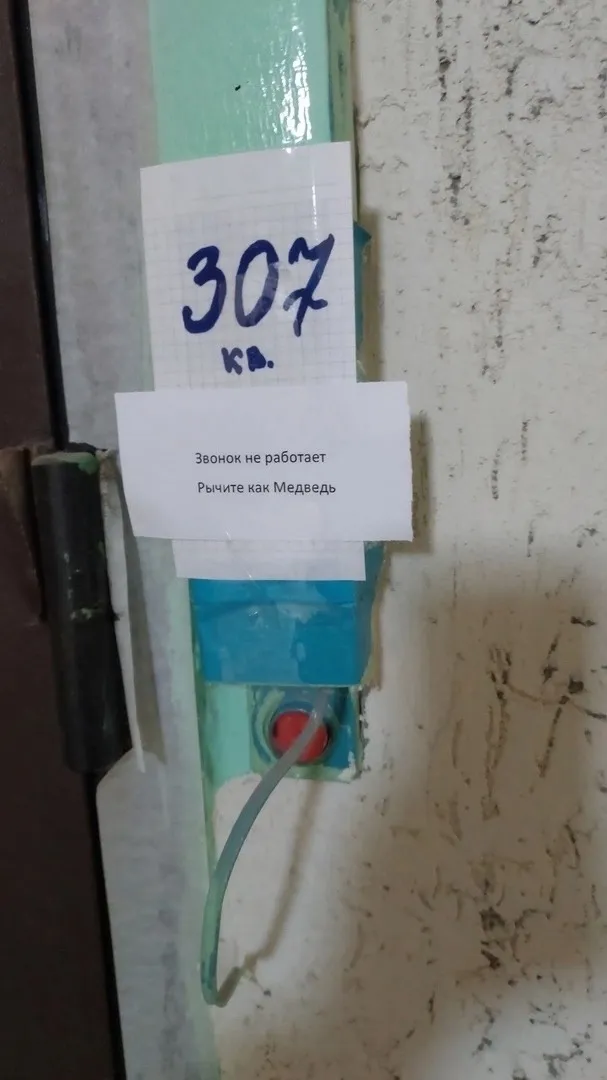 307
кв.
Звонок не работает
Рычите как Медведь